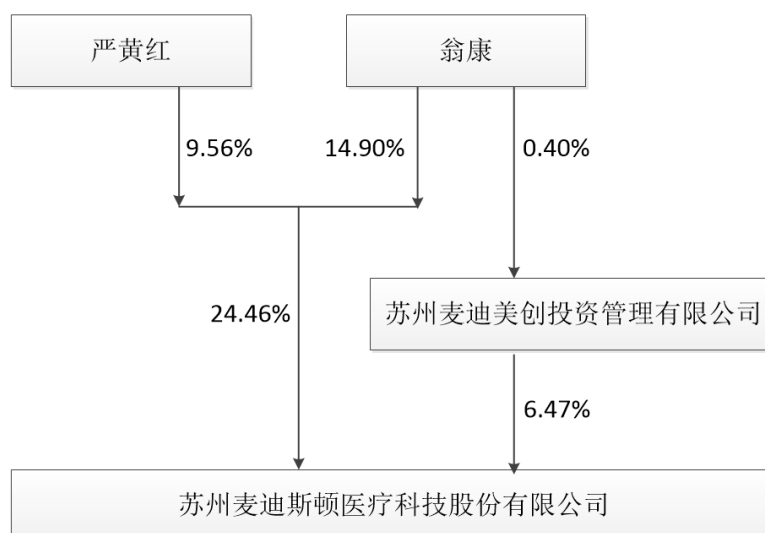 严黄红
翁康
9.56%
14.90%
0.40%
24.46%
苏州麦迪美创投资管理有限公司
6.47%
苏州麦迪斯顿医疗科技股份有限公司